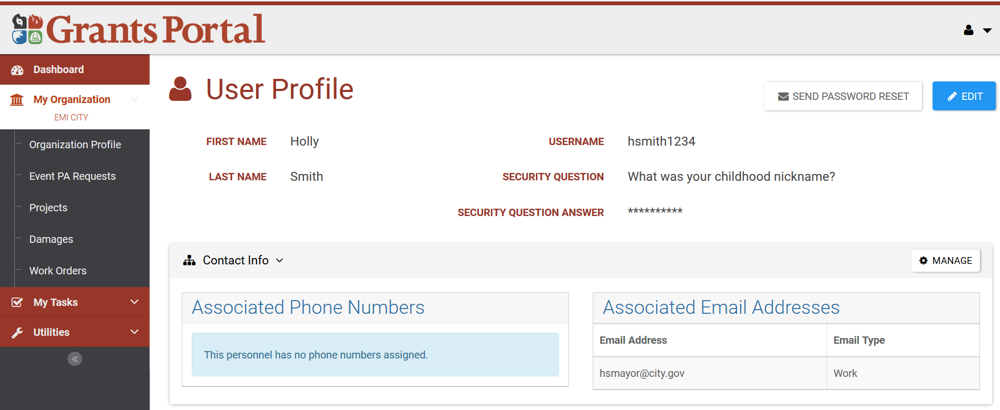 Grants Portal
Dashboard
My Organization
EMI CITY
Organization Profile
Event PA Requests
Projects
Damages
Work Orders
My Tasks
Utilities
User Profile
SEND PASSWORD RESET
EDIT
FIRST NAME Holly
USERNAME hsmith1234
LAST NAME Smith
SECURITY QUESTION What was your childhood nickname?
SECURITY QUESTION ANSWER **********
Contact Info
MANAGE
Associated Phone Numbers
This personnel has no phone numbers assigned.
Associated Email Addresses
Email Address Email Type
hsmayor@city.gov Work